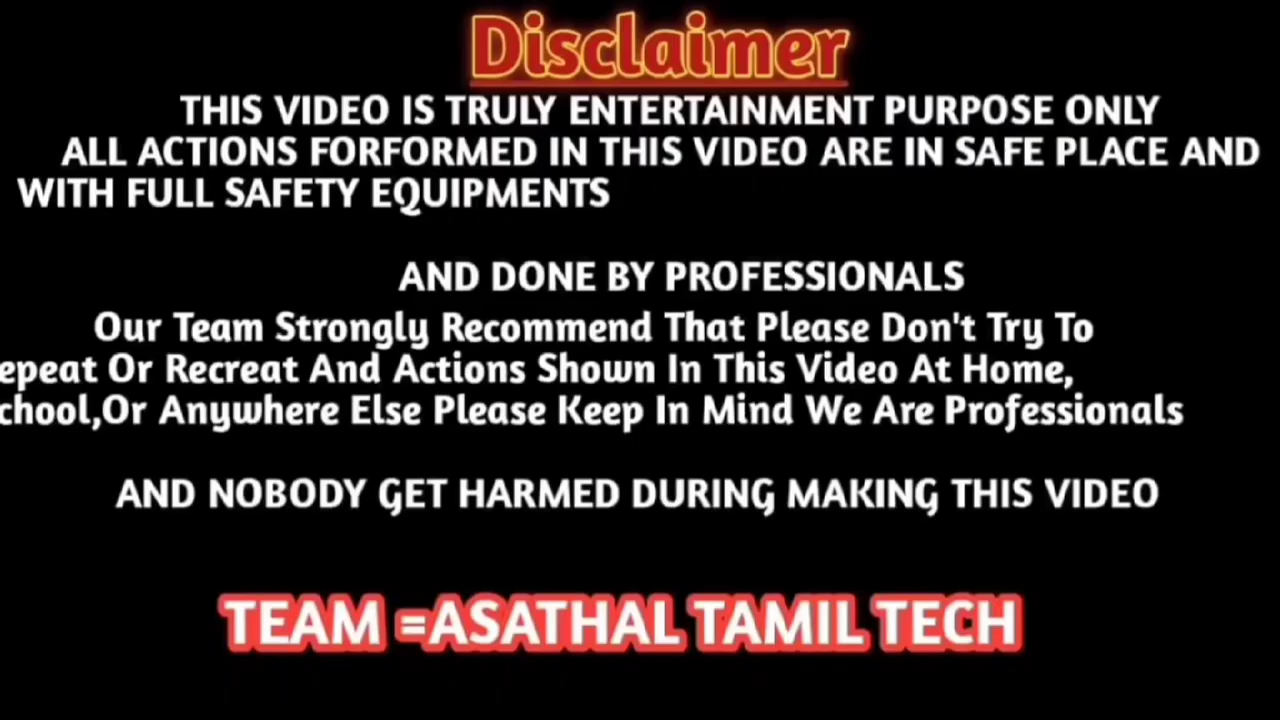 Disclaimer
THIS VIDEO IS TRULY ENTERTAINMENT PURPOSE ONLY
ALL ACTIONS FORFORMED IN THIS VIDEO ARE IN SAFE PLACE AND
WITH FULL SAFETY EQUIPMENTS
AND DONE BY PROFESSIONALS
Our Team Strongly Recommend That Please Don't Try To
epeat Or Recreat And Actions Shown In This Video At Home,
chool,Or Anywhere Else Please Keep In Mind We Are Professionals
AND NOBODY GET HARMED DURING MAKING THIS VIDEO
TEAM =ASATHAL TAMIL TECH